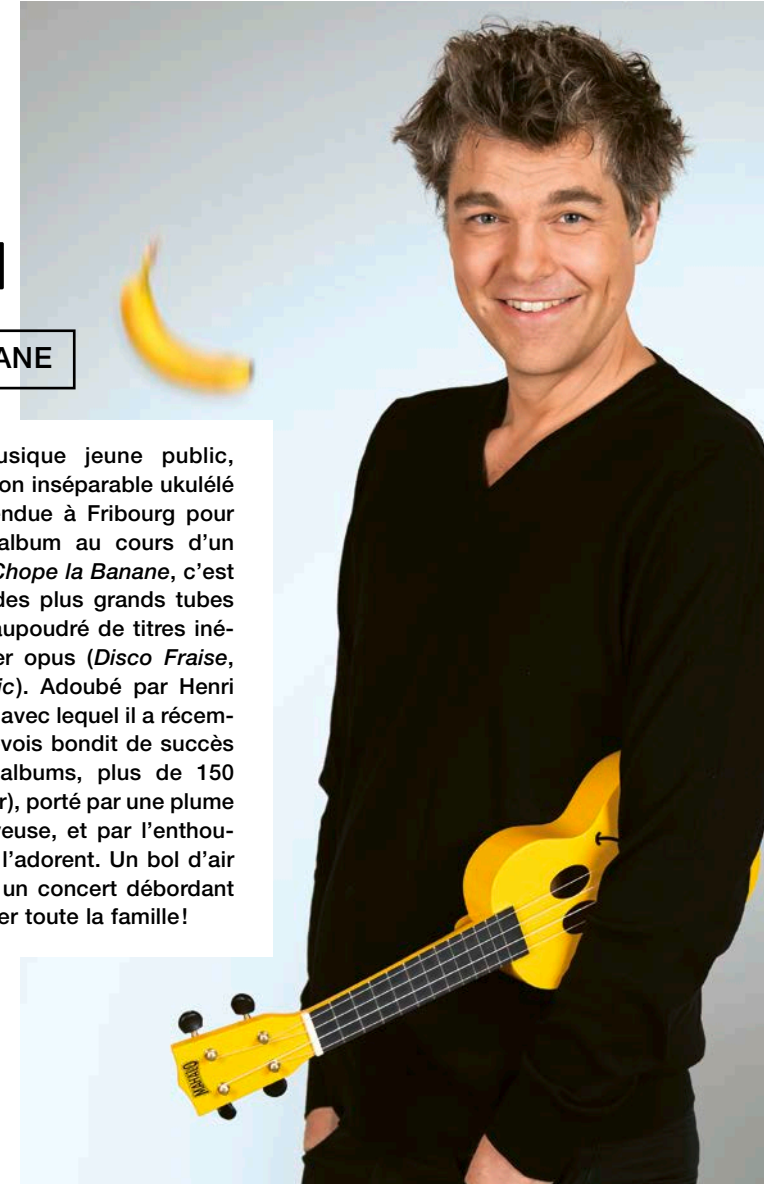 ANE
usique jeune public,
on inséparable ukulélé
endue à Fribourg pour
album au cours d'un
Chope la Banane, c'est
des plus grands tubes
aupoudré de titres iné-
er opus (Disco Fraise,
ic). Adoubé par Henri
avec lequel il a récem-
vois bondit de succès
albums, plus de 150
r), porté par une plume
reuse, et par l'enthou-
l'adorent. Un bol d'air
un concert débordant
er toute la famille!
MAHALO